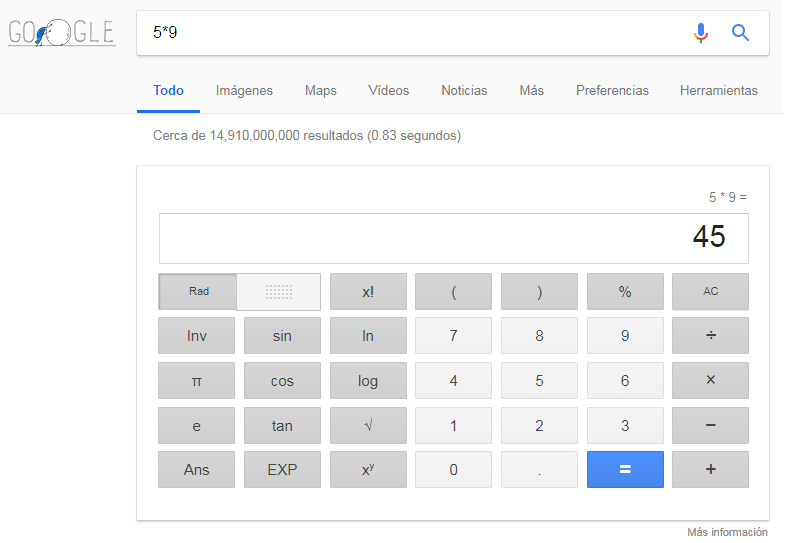 GOOGLE
5*9
Todo Imágenes Maps Vídeos Noticias Más Preferencias Herramientas
Cerca de 14,910,000,000 resultados (0.83 segundos)
5 * 9 =
45
Rad x! ( ) % AC
Inv sin ln 7 8 9 ÷
π cos log 4 5 6 ×
e tan √ 1 2 3 −
Ans EXP xʸ 0 . = +
Más información